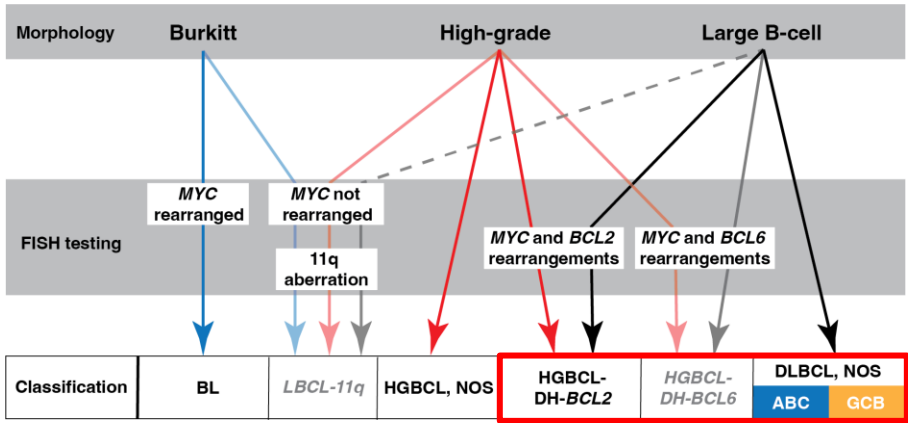 Morphology Burkitt High-grade Large B-cell
MYC
rearranged
MYC not
rearranged
FISH testing
11q
aberration
MYC and BCL2
rearrangements
MYC and BCL6
rearrangements
Classification
BL
LBCL-11q
HGBCL, NOS
HGBCL-
DH-BCL2
HGBCL-
DH-BCL6
DLBCL, NOS
ABC GCB